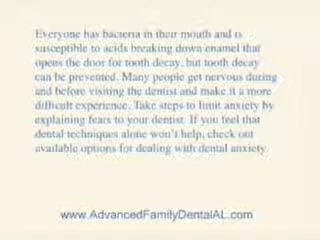 Everyone has bacteria in their mouth and is
susceptible to acids breaking down enamel that
opens the door for tooth decay, but tooth decay
can be prevented. Many people get nervous during
and before visiting the dentist and make it a more
difficult experience. Take steps to limit anxiety by
explaining fears to your dentist. If you feel that
dental techniques alone won't help, check out
available options for dealing with dental anxiety.
www.AdvancedFamilyDentalAL.com